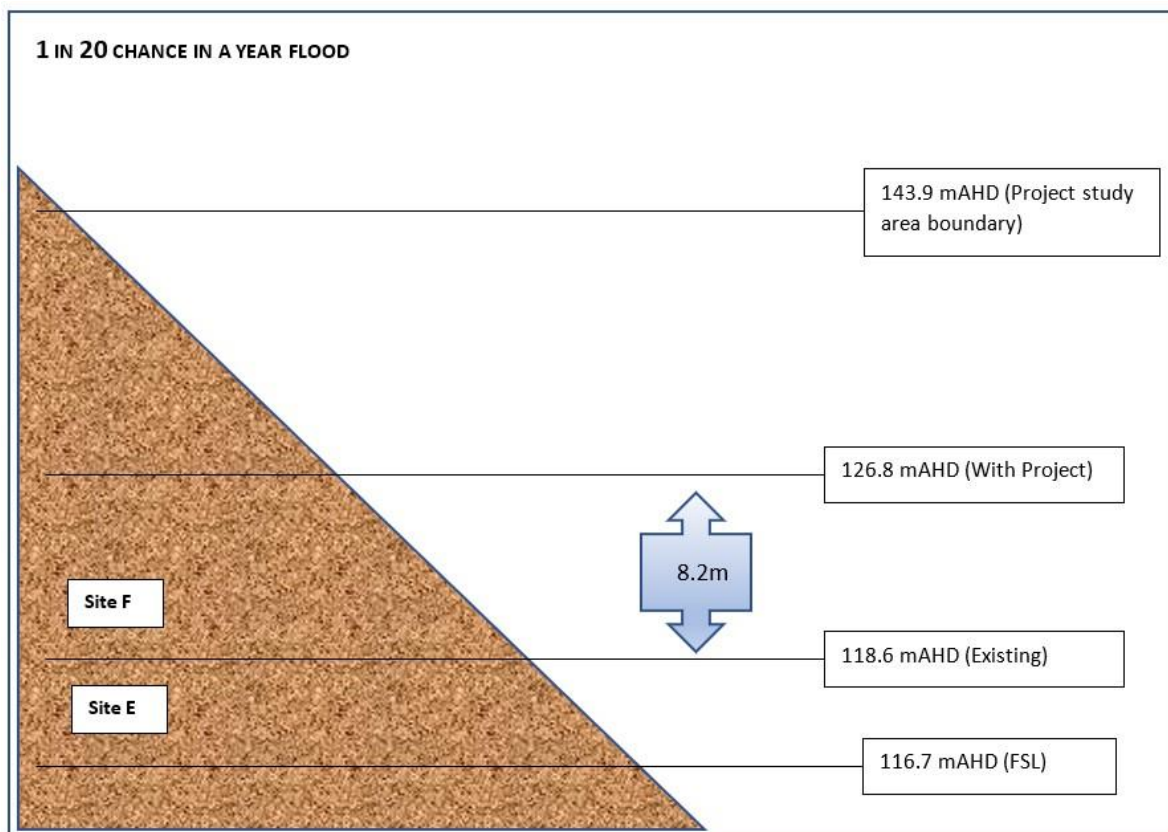 1 IN 20 CHANCE IN A YEAR FLOOD
143.9 mAHD (Project study
area boundary)
126.8 mAHD (With Project)
8.2m
Site F
118.6 mAHD (Existing)
Site E
116.7 mAHD (FSL)